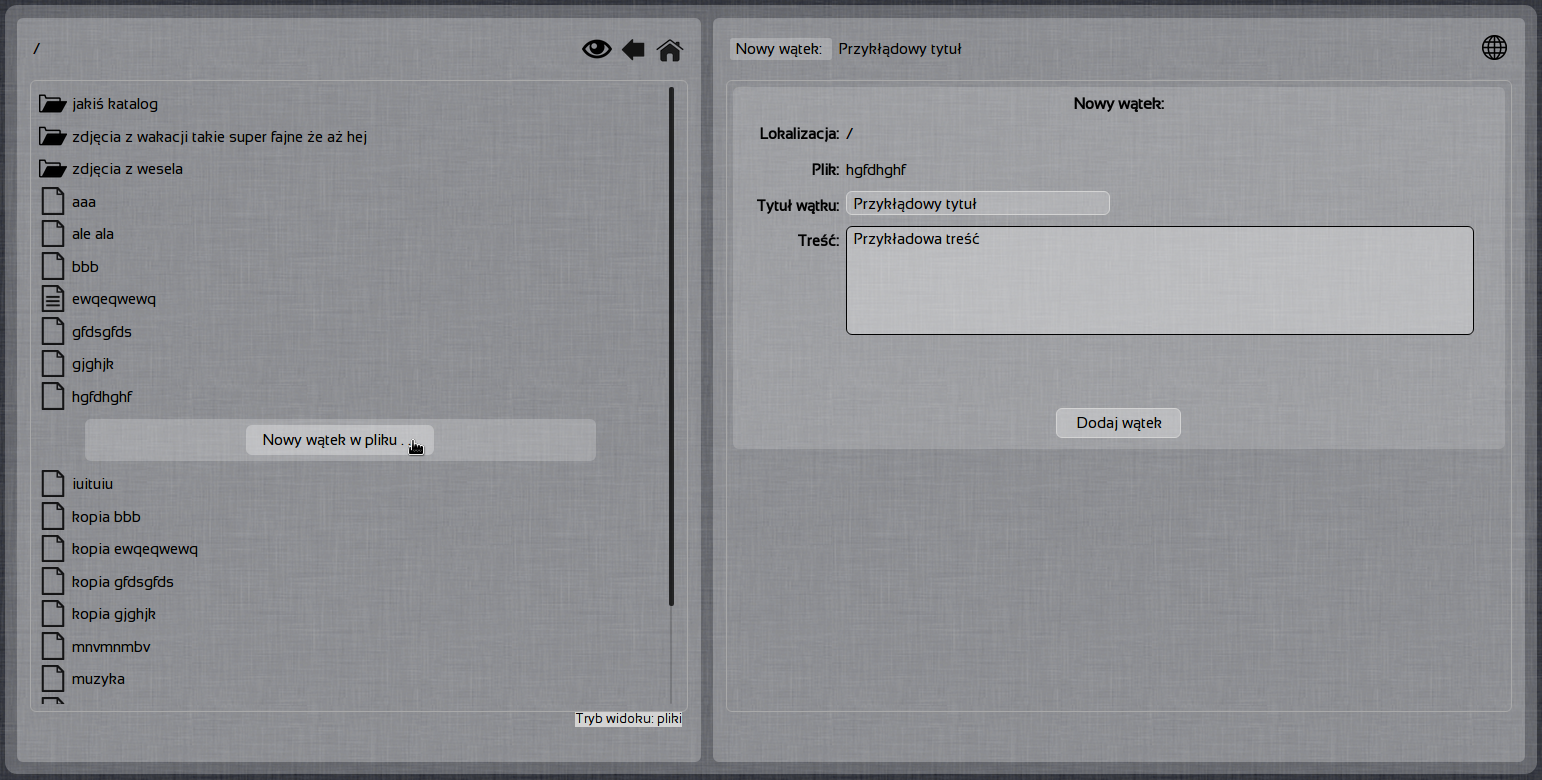 /
jakiś katalog
zdjęcia z wakacji takie super fajne że aż hej
zdjęcia z wesela
aaa
ale ala
bbb
ewqeqwewq
gfdsgfds
gjghjk
hgfdhghf
Nowy wątek w pliku . .
iuituiu
kopia bbb
kopia ewqeqwewq
kopia gfdsgfds
kopia gjghjk
mnvmnmbv
muzyka
Tryb widoku: pliki
Nowy wątek: Przykłądowy tytuł
Nowy wątek:
Lokalizacja: /
Plik: hgfdhghf
Tytuł wątku: Przykłądowy tytuł
Treść: Przykładowa treść
Dodaj wątek